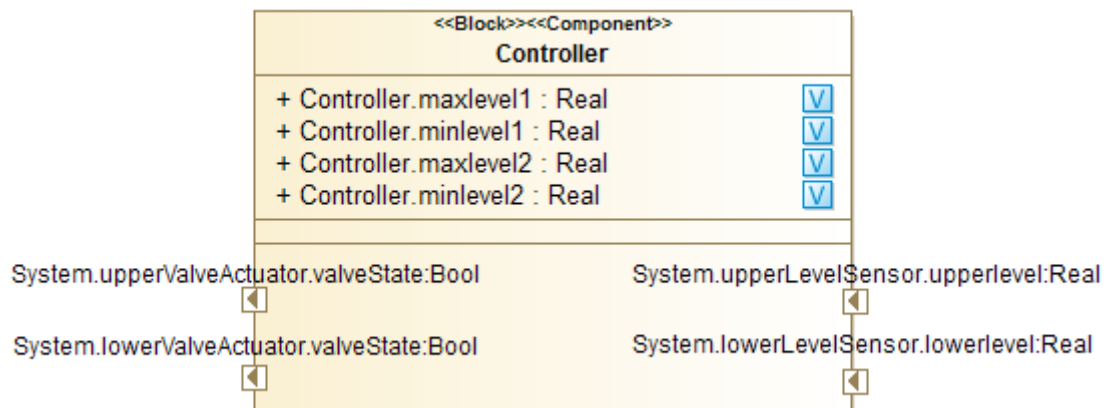 <<Block>><<Component>>
Controller
+ Controller.maxlevel1 : Real V
+ Controller.minlevel1 : Real V
+ Controller.maxlevel2 : Real V
+ Controller.minlevel2 : Real V
System.upperValveActuator.valveState:Bool System.upperLevelSensor.upperlevel:Real
System.lowerValveActuator.valveState:Bool System.lowerLevelSensor.lowerlevel:Real